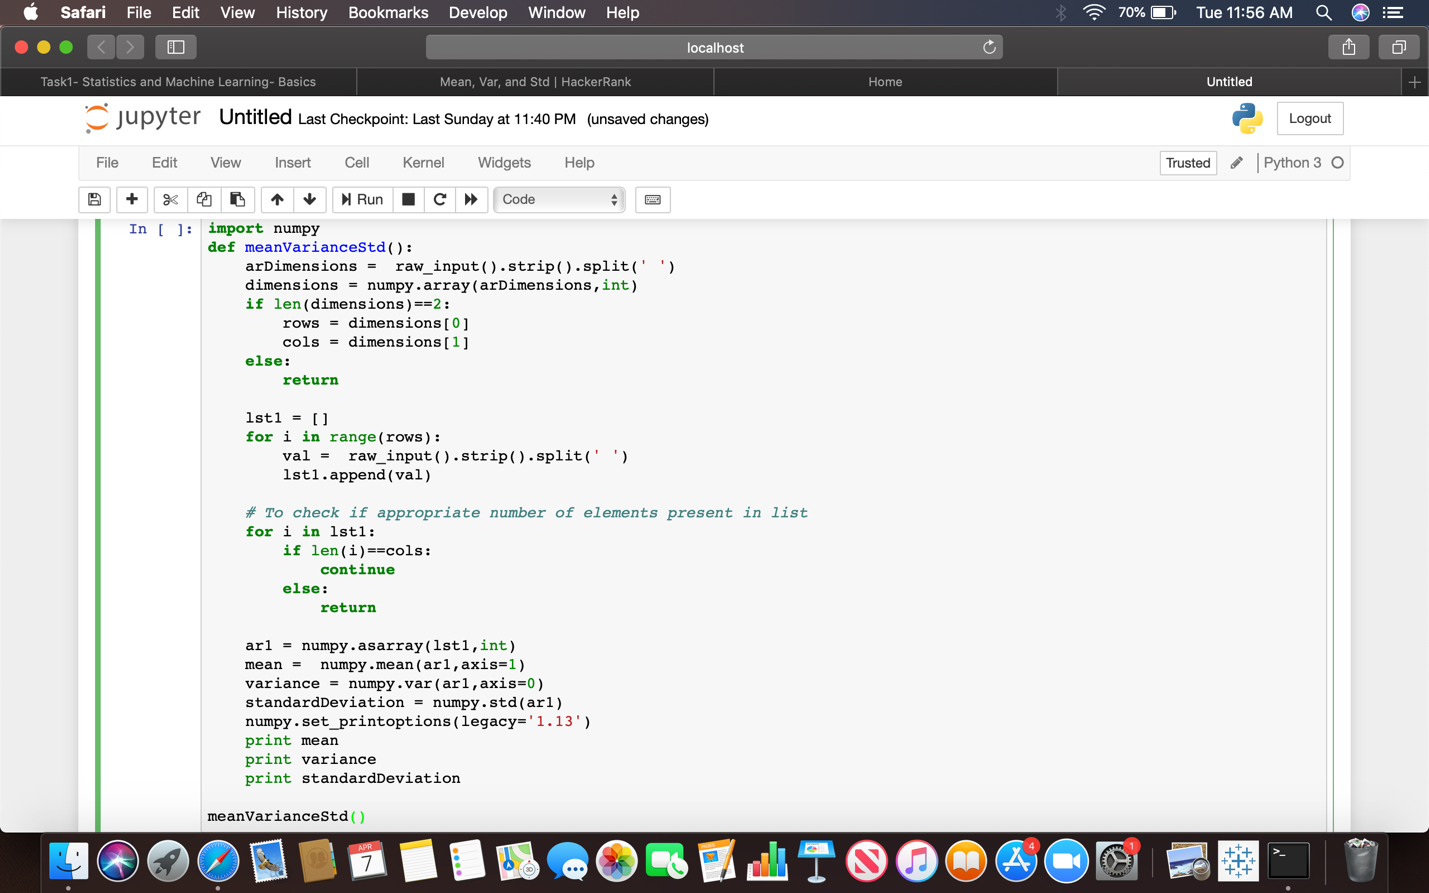 Safari File Edit View History Bookmarks Develop Window Help 70% Tue 11:56 AM
localhost
Task1- Statistics and Machine Learning- Basics Mean, Var, and Std | HackerRank Home Untitled
jupyter Untitled Last Checkpoint: Last Sunday at 11:40 PM (unsaved changes) Logout
File Edit View Insert Cell Kernel Widgets Help Trusted Python 3
Run Code
In [ ]: import numpy
def meanVarianceStd():
    arDimensions =  raw_input().strip().split(' ')
    dimensions = numpy.array(arDimensions,int)
    if len(dimensions)==2:
        rows = dimensions[0]
        cols = dimensions[1]
    else:
        return
    lst1 = []
    for i in range(rows):
        val =  raw_input().strip().split(' ')
        lst1.append(val)
    # To check if appropriate number of elements present in list
    for i in lst1:
        if len(i)==cols:
            continue
        else:
            return
    ar1 = numpy.asarray(lst1,int)
    mean =  numpy.mean(ar1,axis=1)
    variance = numpy.var(ar1,axis=0)
    standardDeviation = numpy.std(ar1)
    numpy.set_printoptions(legacy='1.13')
    print mean
    print variance
    print standardDeviation
meanVarianceStd()
APR
7
3D
4
1
>_